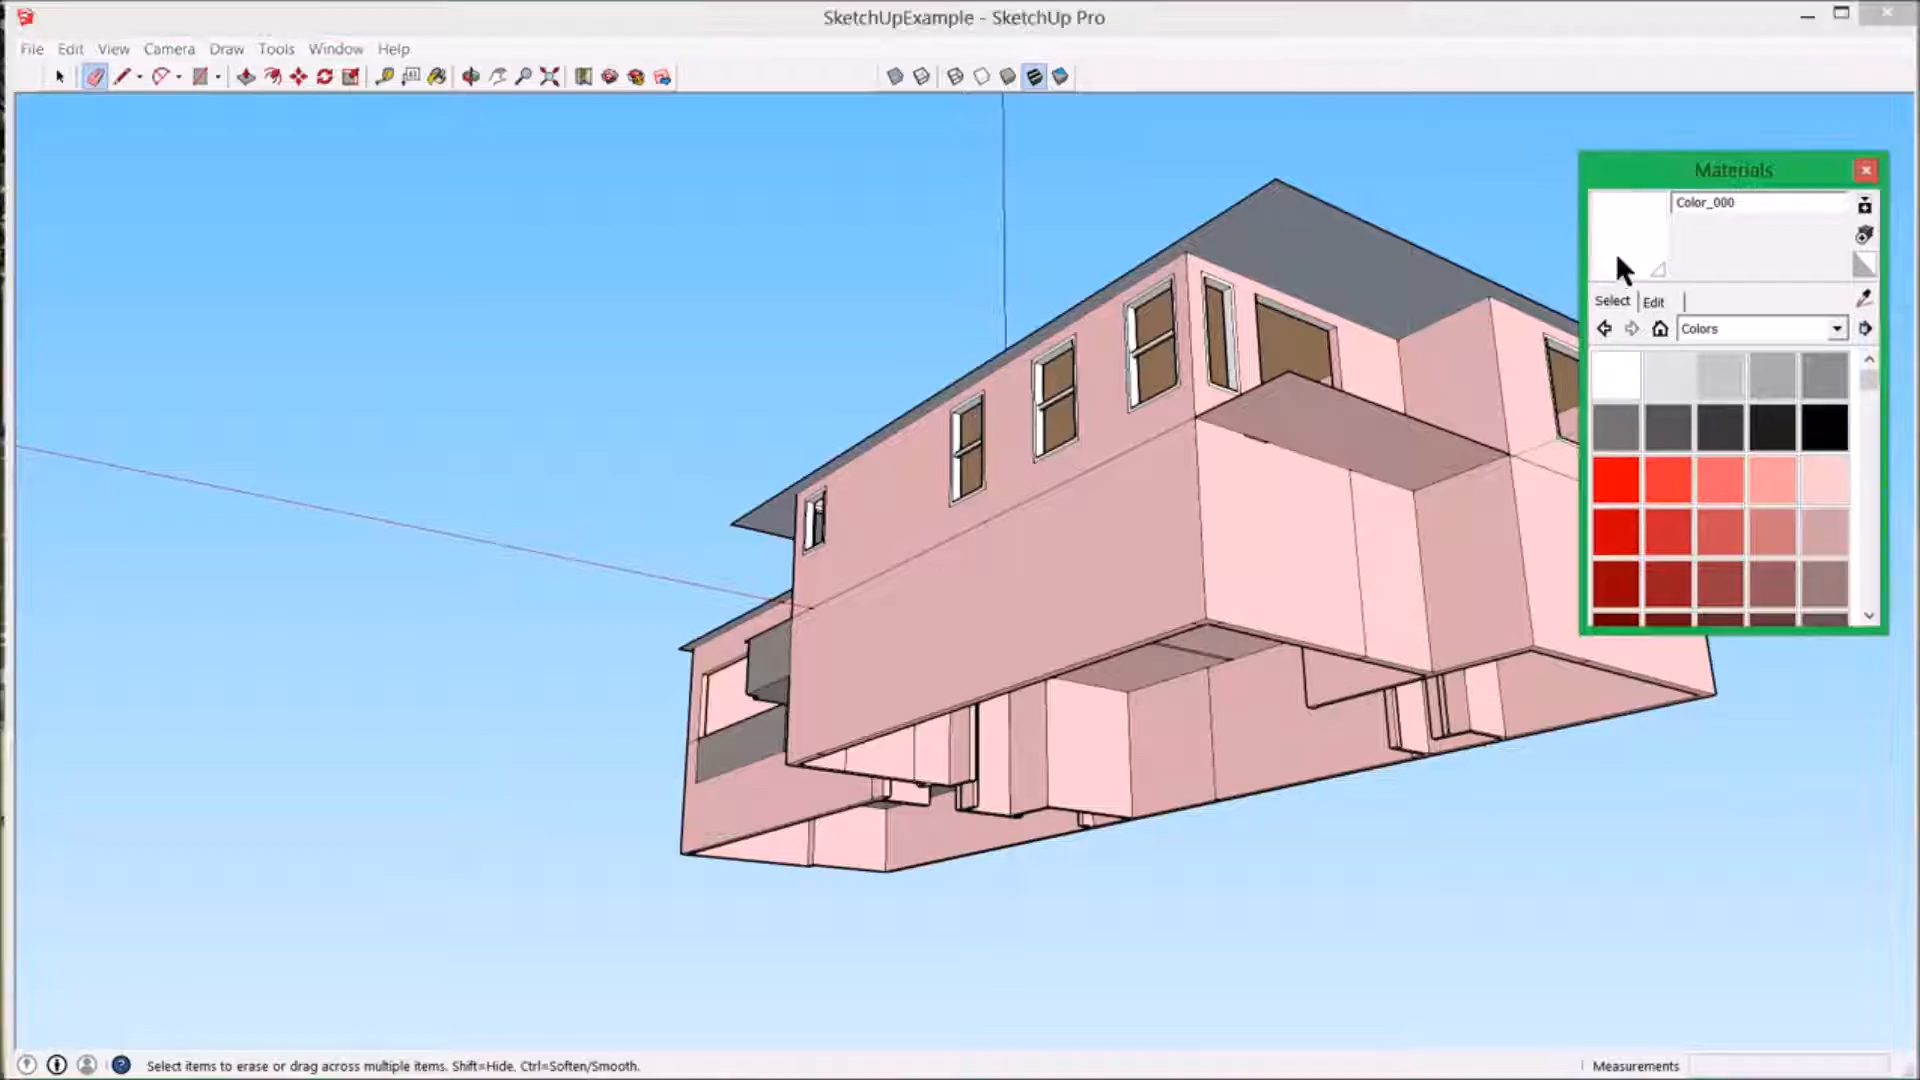 SketchUpExample - SketchUp Pro
File Edit View Camera Draw Tools Window Help
Materials
Color_000
Select Edit
Colors
Select items to erase or drag across multiple items. Shift=Hide, Ctrl=Soften/Smooth.
Measurements